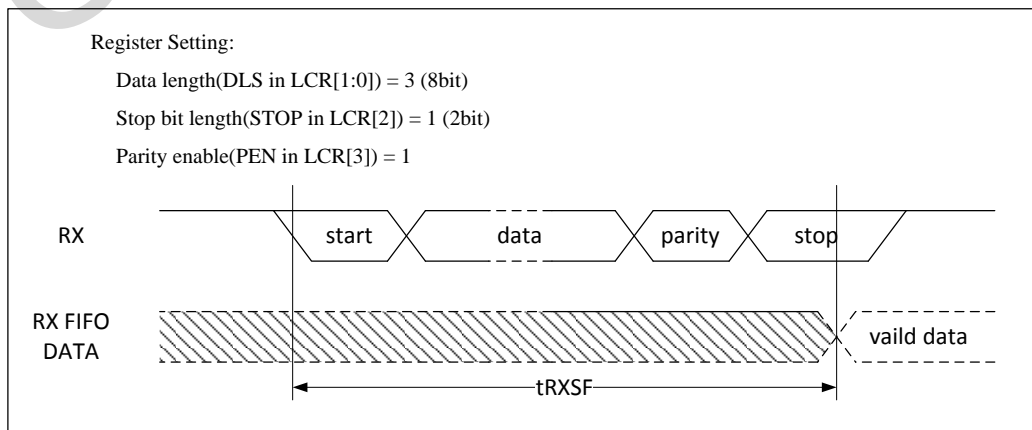 Register Setting:
Data length(DLS in LCR[1:0]) = 3 (8bit)
Stop bit length(STOP in LCR[2]) = 1 (2bit)
Parity enable(PEN in LCR[3]) = 1
RX
start
data
parity
stop
RX FIFO
DATA
vaild data
tRXSF